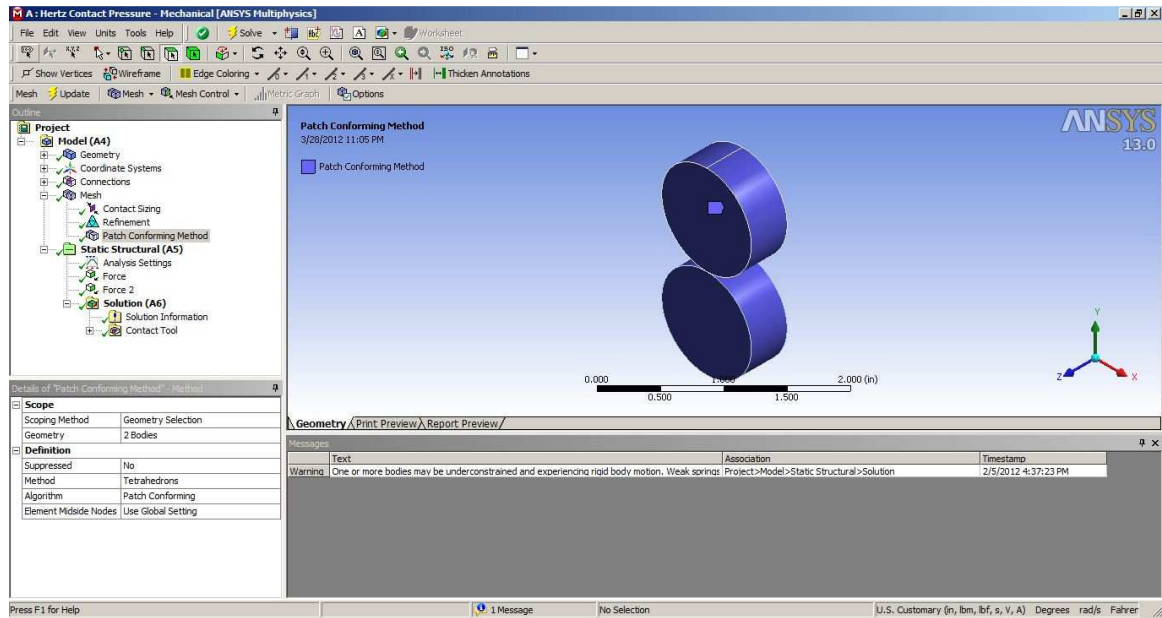 A : Hertz Contact Pressure - Mechanical [ANSYS Multiphysics]
File Edit View Units Tools Help Solve Worksheet
Show Vertices Wireframe Edge Coloring Thicken Annotations
Mesh Update Mesh Mesh Control Metric Graph Options
Outline
Project
Model (A4)
Geometry
Coordinate Systems
Connections
Mesh
Contact Sizing
Refinement
Patch Conforming Method
Static Structural (A5)
Analysis Settings
Force
Force 2
Solution (A6)
Solution Information
Contact Tool
Details of "Patch Conforming Method" - Method
Scope
Scoping Method Geometry Selection
Geometry 2 Bodies
Definition
Suppressed No
Method Tetrahedrons
Algorithm Patch Conforming
Element Midside Nodes Use Global Setting
Patch Conforming Method
3/28/2012 11:05 PM
Patch Conforming Method
ANSYS
13.0
Y
Z X
0.000 1.000 2.000 (in)
0.500 1.500
Geometry Print Preview Report Preview
Messages
Text Association Timestamp
Warning One or more bodies may be underconstrained and experiencing rigid body motion. Weak springs Project>Model>Static Structural>Solution 2/5/2012 4:37:23 PM
Press F1 for Help 1 Message No Selection U.S. Customary (in, lbm, lbf, s, V, A) Degrees rad/s Fahrer